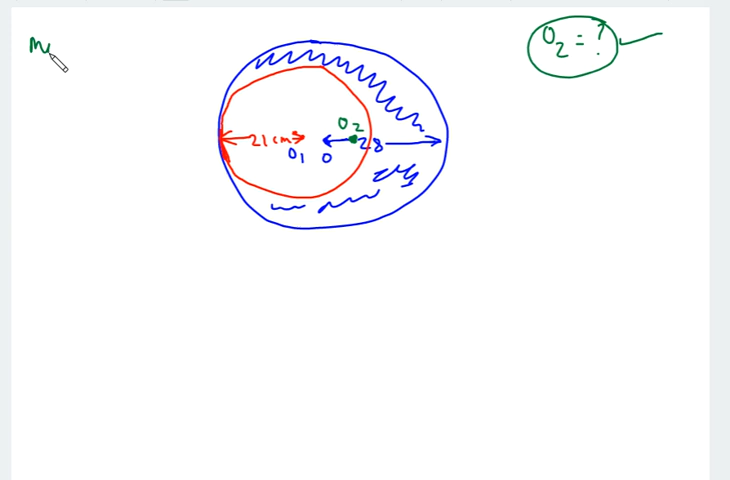 O2 = ?
M
O2
21 cm
28
O1 O